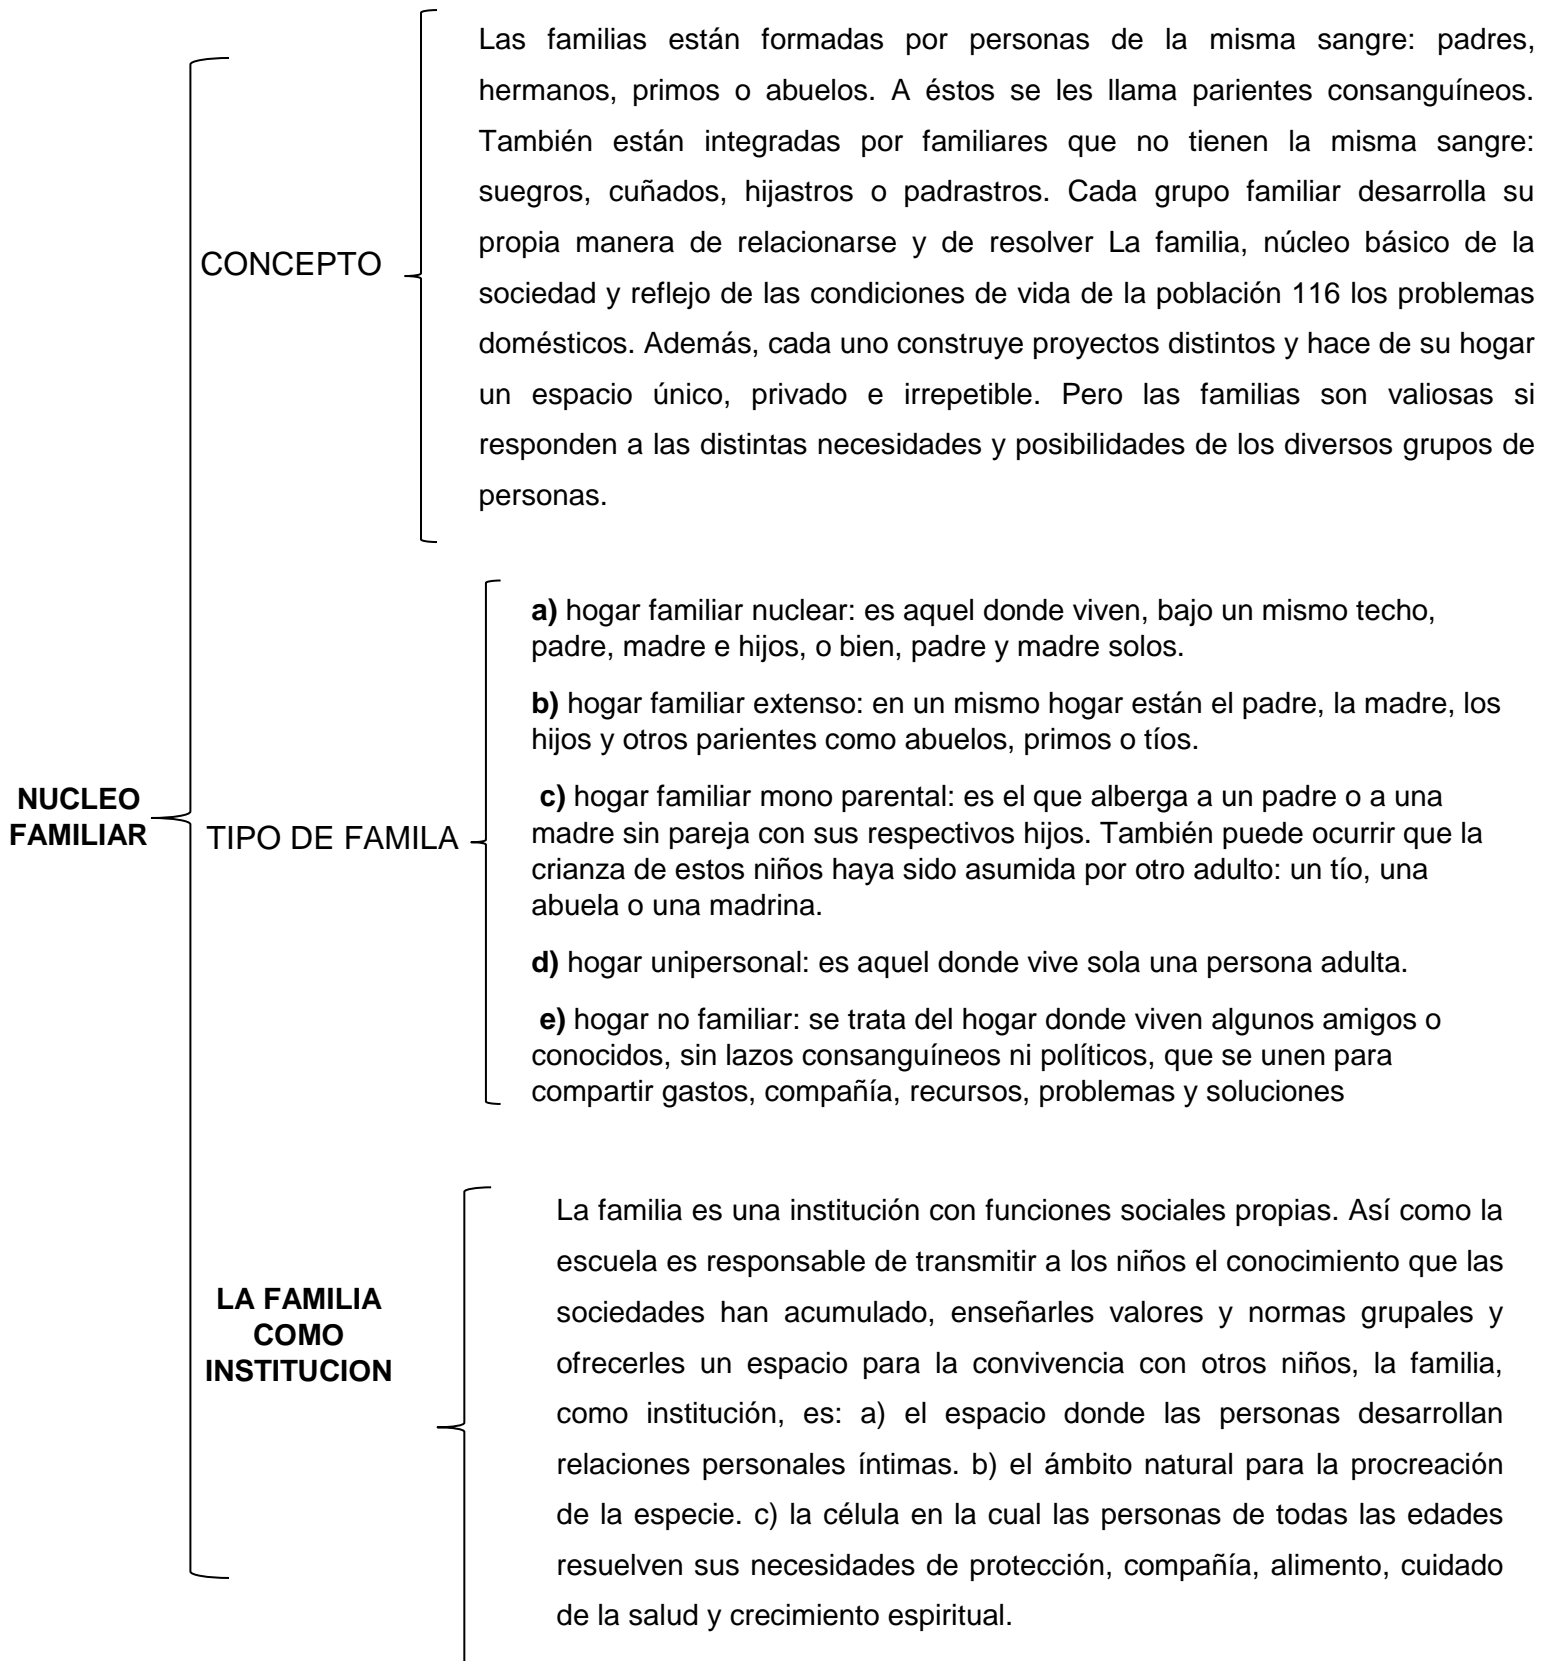 Las familias están formadas por personas de la misma sangre: padres,
hermanos, primos o abuelos. A éstos se les llama parientes consanguíneos.
También están integradas por familiares que no tienen la misma sangre:
suegros, cuñados, hijastros o padrastros. Cada grupo familiar desarrolla su
propia manera de relacionarse y de resolver La familia, núcleo básico de la
sociedad y reflejo de las condiciones de vida de la población 116 los problemas
domésticos. Además, cada uno construye proyectos distintos y hace de su hogar
un espacio único, privado e irrepetible. Pero las familias son valiosas si
responden a las distintas necesidades y posibilidades de los diversos grupos de
personas.
CONCEPTO
a) hogar familiar nuclear: es aquel donde viven, bajo un mismo techo,
padre, madre e hijos, o bien, padre y madre solos.
b) hogar familiar extenso: en un mismo hogar están el padre, la madre, los
hijos y otros parientes como abuelos, primos o tíos.
c) hogar familiar mono parental: es el que alberga a un padre o a una
madre sin pareja con sus respectivos hijos. También puede ocurrir que la
crianza de estos niños haya sido asumida por otro adulto: un tío, una
abuela o una madrina.
d) hogar unipersonal: es aquel donde vive sola una persona adulta.
e) hogar no familiar: se trata del hogar donde viven algunos amigos o
conocidos, sin lazos consanguíneos ni políticos, que se unen para
compartir gastos, compañía, recursos, problemas y soluciones
NUCLEO
FAMILIAR
TIPO DE FAMILA
La familia es una institución con funciones sociales propias. Así como la
escuela es responsable de transmitir a los niños el conocimiento que las
sociedades han acumulado, enseñarles valores y normas grupales y
ofrecerles un espacio para la convivencia con otros niños, la familia,
como institución, es: a) el espacio donde las personas desarrollan
relaciones personales íntimas. b) el ámbito natural para la procreación
de la especie. c) la célula en la cual las personas de todas las edades
resuelven sus necesidades de protección, compañía, alimento, cuidado
de la salud y crecimiento espiritual.
LA FAMILIA
COMO
INSTITUCION